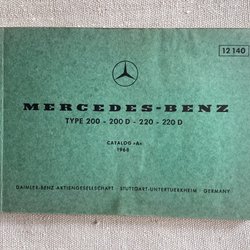 12 140
MERCEDES-BENZ
TYPE 200 - 200 D - 220 - 220 D
CATALOG »A«
1968
DAIMLER-BENZ AKTIENGESELLSCHAFT · STUTTGART-UNTERTUERKHEIM · GERMANY